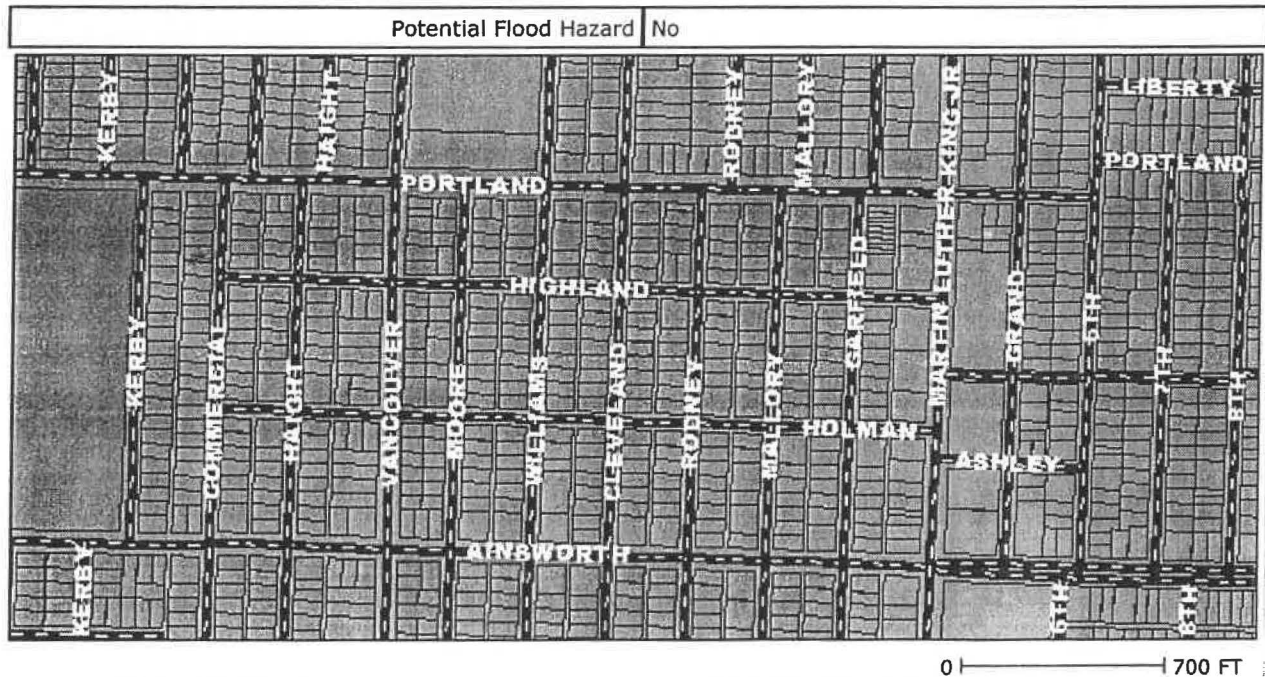 Potential Flood Hazard No
KERBY
HAIGHT
RODNEY
MALLORY
LIBERTY
PORTLAND
PORTLAND
MARTIN LUTHER KING JR
GARFIELD
HIGHLAND
GRAND
6TH
7TH
8TH
KERBY
COMMERCIAL
HAIGHT
VANCOUVER
MOORE
WILLIAMS
CLEVELAND
RODNEY
MALLORY
HOLMAN
ASHLEY
AINSWORTH
KERBY
6TH
8TH
0 700 FT